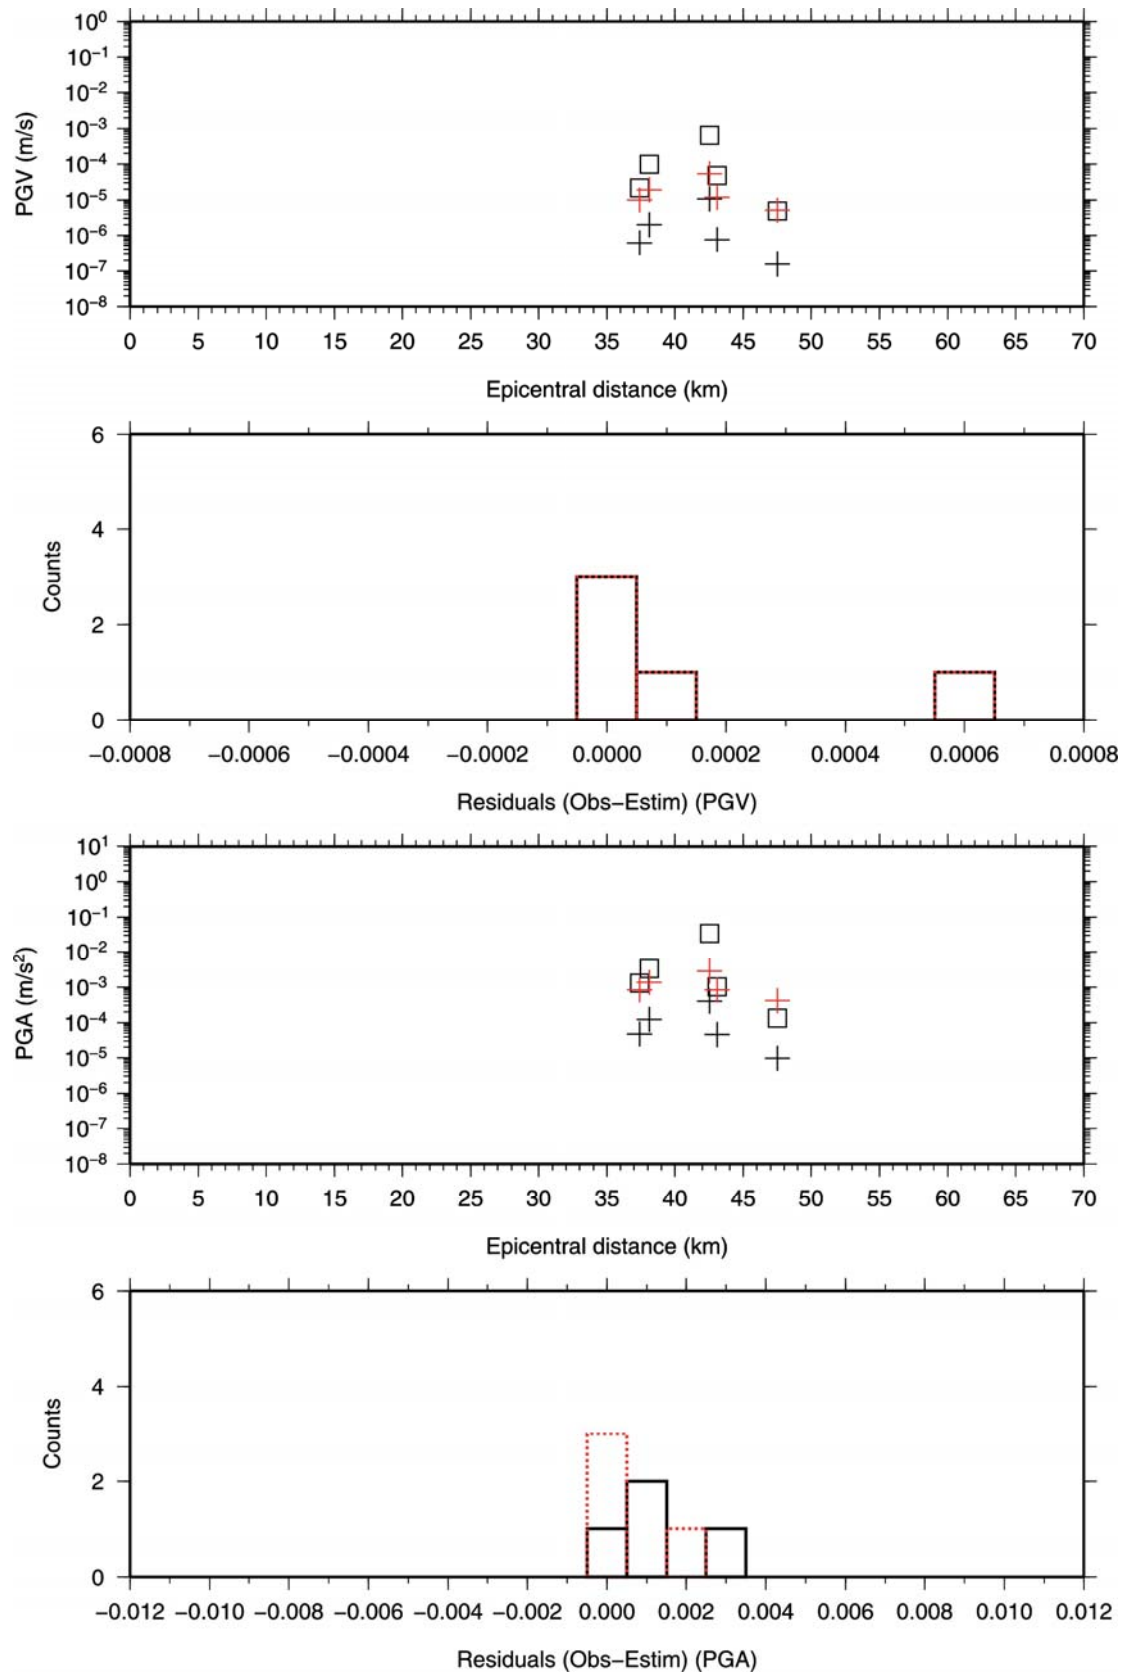 PGV (m/s)
10⁰
10⁻¹
10⁻²
10⁻³
10⁻⁴
10⁻⁵
10⁻⁶
10⁻⁷
10⁻⁸
0 5 10 15 20 25 30 35 40 45 50 55 60 65 70
Epicentral distance (km)
Counts
6
4
2
0
−0.0008 −0.0006 −0.0004 −0.0002 0.0000 0.0002 0.0004 0.0006 0.0008
Residuals (Obs−Estim) (PGV)
PGA (m/s²)
10¹
10⁰
10⁻¹
10⁻²
10⁻³
10⁻⁴
10⁻⁵
10⁻⁶
10⁻⁷
10⁻⁸
0 5 10 15 20 25 30 35 40 45 50 55 60 65 70
Epicentral distance (km)
Counts
6
4
2
0
−0.012 −0.010 −0.008 −0.006 −0.004 −0.002 0.000 0.002 0.004 0.006 0.008 0.010 0.012
Residuals (Obs−Estim) (PGA)